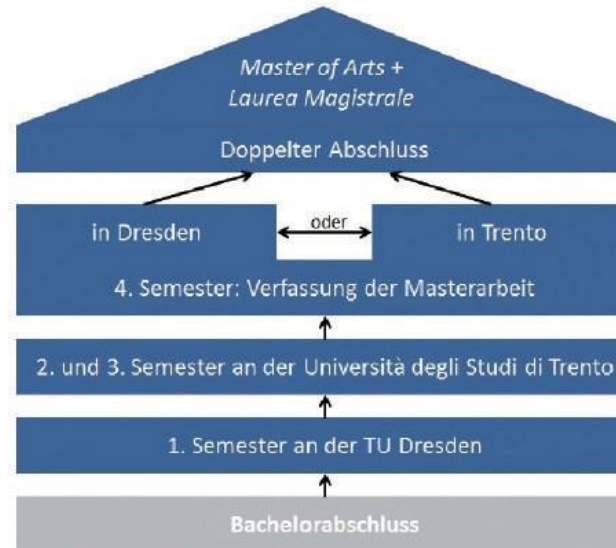 Master of Arts +
Laurea Magistrale
Doppelter Abschluss
in Dresden
oder
in Trento
4. Semester: Verfassung der Masterarbeit
2. und 3. Semester an der Università degli Studi di Trento
1. Semester an der TU Dresden
Bachelorabschluss